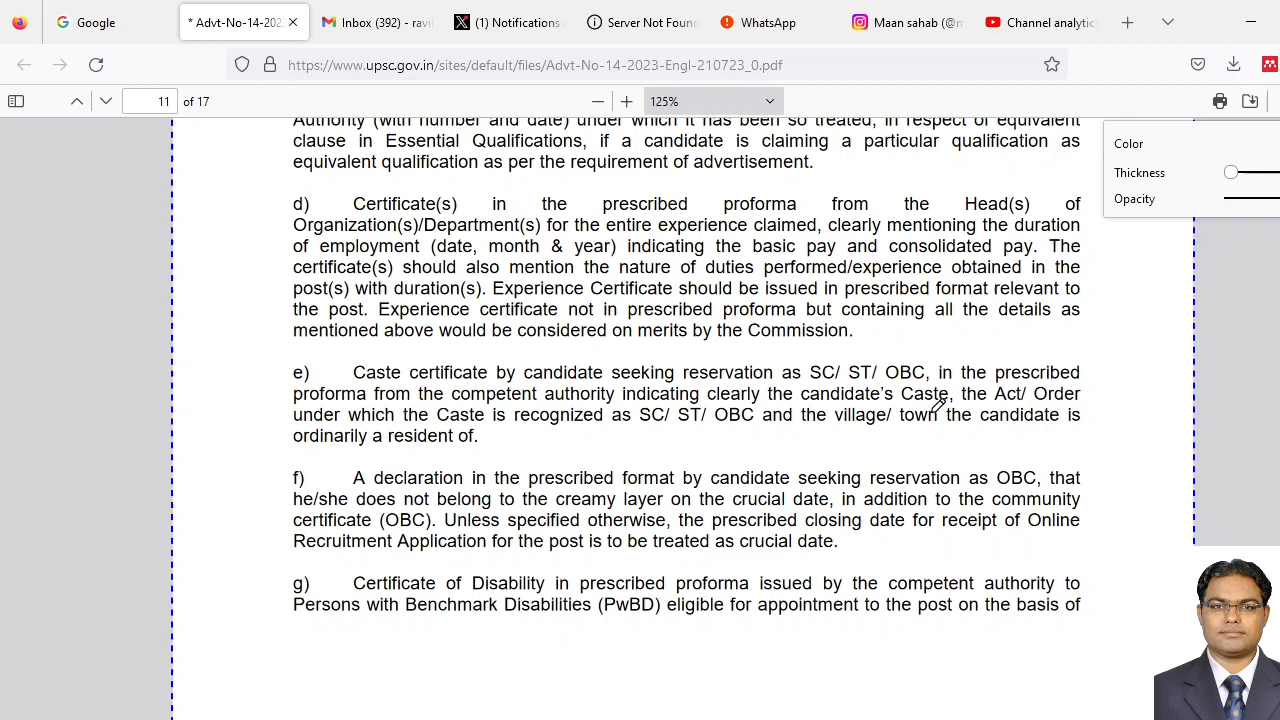 Google
* Advt-No-14-202
Inbox (392) - ravi
(1) Notifications
Server Not Foun
WhatsApp
Maan sahab (@m
Channel analytic
https://www.upsc.gov.in/sites/default/files/Advt-No-14-2023-Engl-210723_0.pdf
11 of 17
125%
Color
Thickness
Opacity
Authority (with number and date) under which it has been so treated, in respect of equivalent
clause in Essential Qualifications, if a candidate is claiming a particular qualification as
equivalent qualification as per the requirement of advertisement.
d) Certificate(s) in the prescribed proforma from the Head(s) of
Organization(s)/Department(s) for the entire experience claimed, clearly mentioning the duration
of employment (date, month & year) indicating the basic pay and consolidated pay. The
certificate(s) should also mention the nature of duties performed/experience obtained in the
post(s) with duration(s). Experience Certificate should be issued in prescribed format relevant to
the post. Experience certificate not in prescribed proforma but containing all the details as
mentioned above would be considered on merits by the Commission.
e) Caste certificate by candidate seeking reservation as SC/ ST/ OBC, in the prescribed
proforma from the competent authority indicating clearly the candidate's Caste, the Act/ Order
under which the Caste is recognized as SC/ ST/ OBC and the village/ town the candidate is
ordinarily a resident of.
f) A declaration in the prescribed format by candidate seeking reservation as OBC, that
he/she does not belong to the creamy layer on the crucial date, in addition to the community
certificate (OBC). Unless specified otherwise, the prescribed closing date for receipt of Online
Recruitment Application for the post is to be treated as crucial date.
g) Certificate of Disability in prescribed proforma issued by the competent authority to
Persons with Benchmark Disabilities (PwBD) eligible for appointment to the post on the basis of